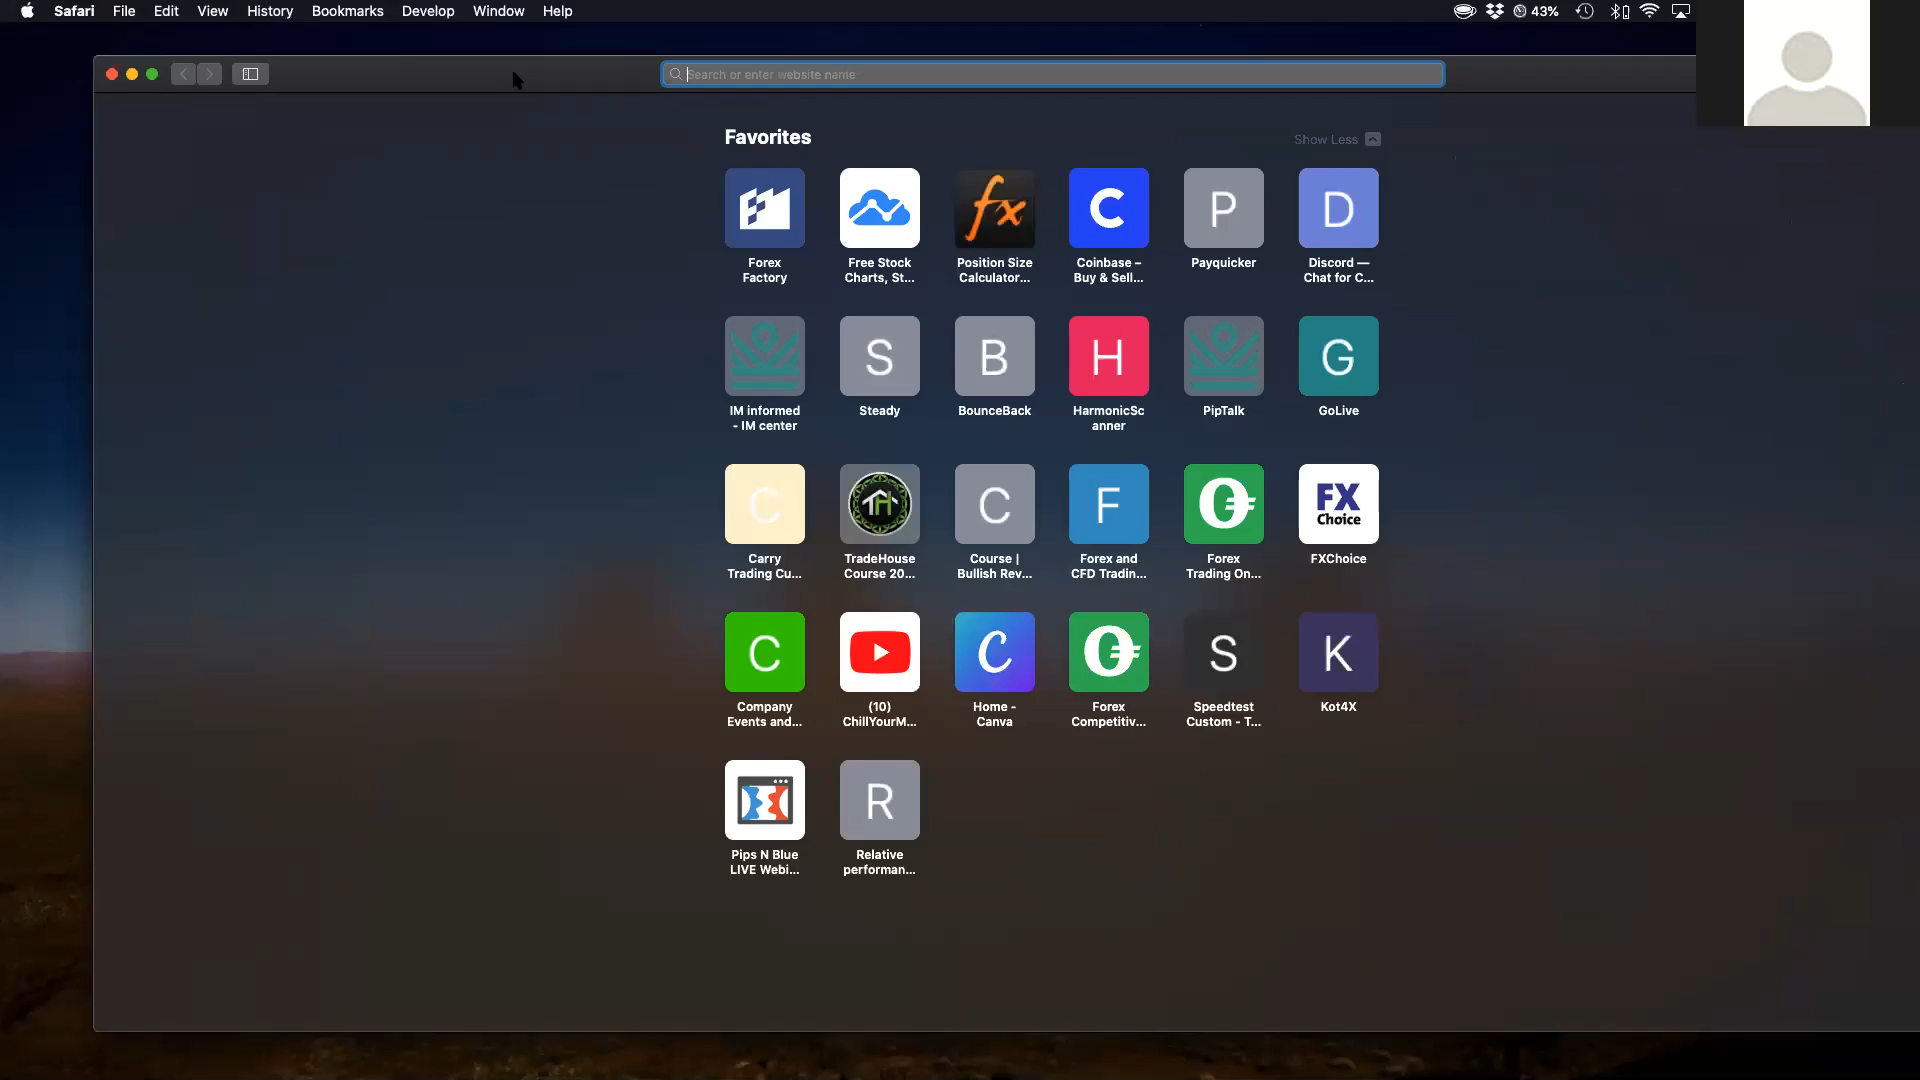 Safari File Edit View History Bookmarks Develop Window Help 43%
Search or enter website name
Favorites Show Less
fx C P D
Forex Free Stock Position Size Coinbase – Payquicker Discord —
Factory Charts, St... Calculator... Buy & Sell... Chat for C...
S B H G
IM informed Steady BounceBack HarmonicSc PipTalk GoLive
- IM center anner
C TH C F FX
Choice
Carry TradeHouse Course | Forex and Forex FXChoice
Trading Cu... Course 20... Bullish Rev... CFD Tradin... Trading On...
C C S K
Company (10) Home - Forex Speedtest Kot4X
Events and... ChillYourM... Canva Competitiv... Custom - T...
R
Pips N Blue Relative
LIVE Webi... performan...